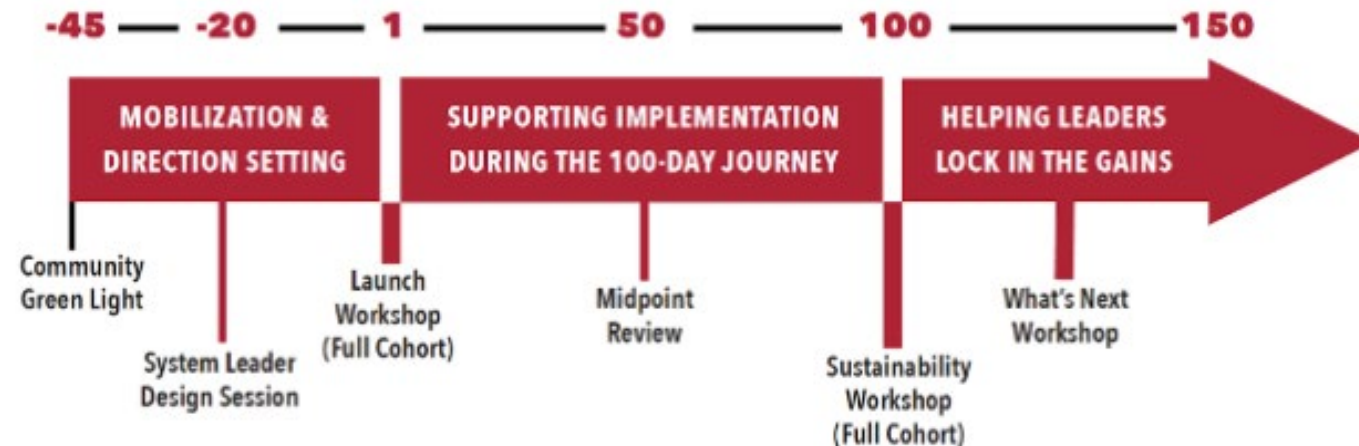 -45 -20 1 50 100 150
MOBILIZATION &
DIRECTION SETTING
SUPPORTING IMPLEMENTATION
DURING THE 100-DAY JOURNEY
HELPING LEADERS
LOCK IN THE GAINS
Community
Green Light
System Leader
Design Session
Launch
Workshop
(Full Cohort)
Midpoint
Review
Sustainability
Workshop
(Full Cohort)
What's Next
Workshop